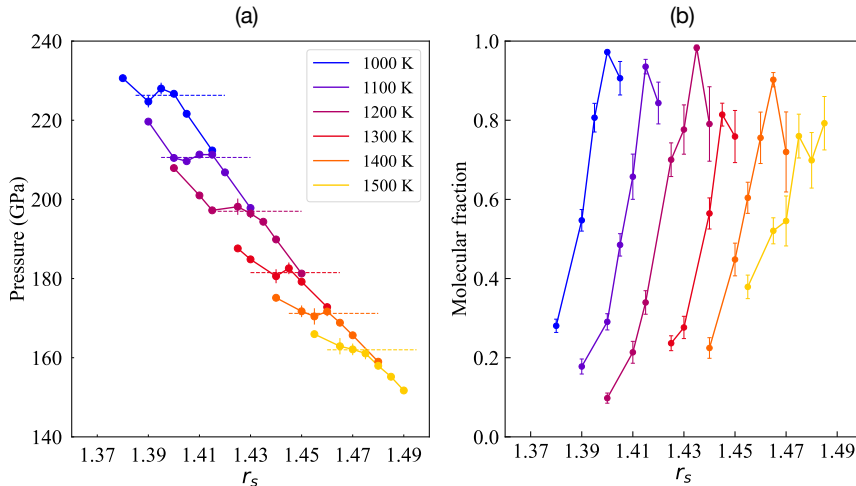 (a)
240
220
200
180
160
140
Pressure (GPa)
1000 K
1100 K
1200 K
1300 K
1400 K
1500 K
1.37 1.39 1.41 1.43 1.45 1.47 1.49
r_s
(b)
1.0
0.8
0.6
0.4
0.2
0.0
Molecular fraction
1.37 1.39 1.41 1.43 1.45 1.47 1.49
r_s